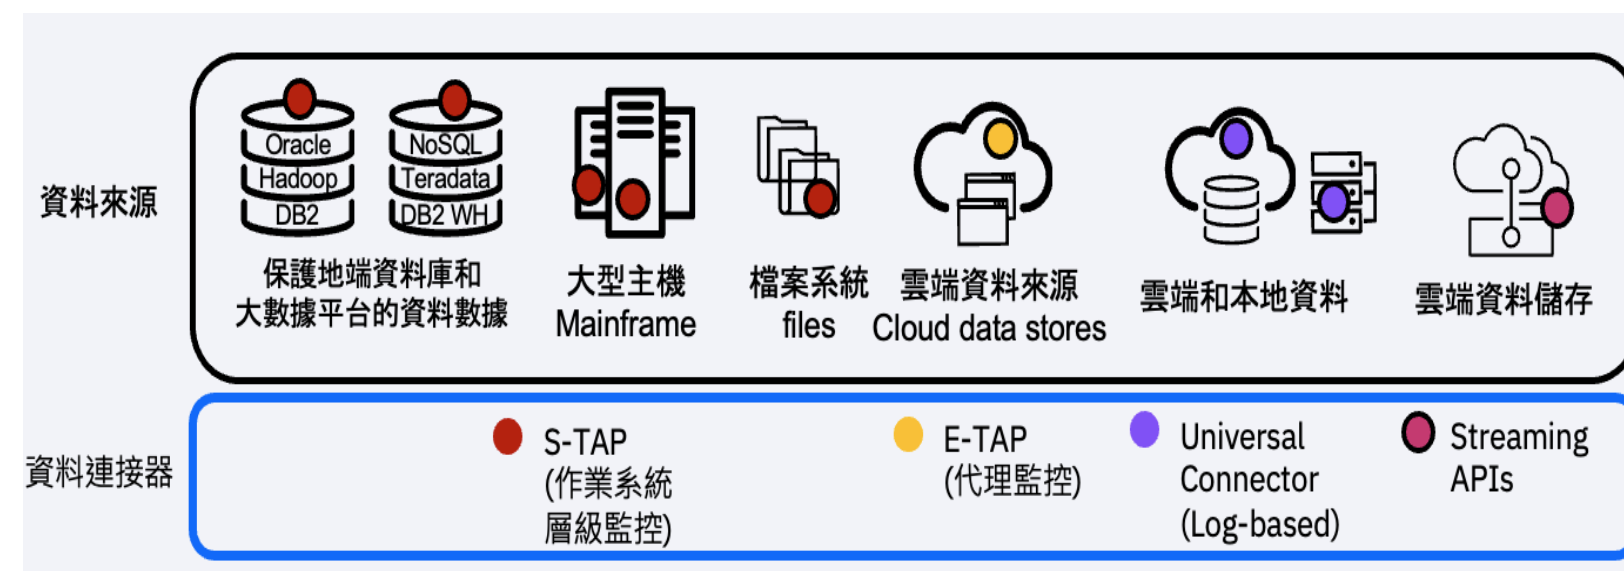 資料來源
Oracle
Hadoop
DB2
NoSQL
Teradata
DB2 WH
保護地端資料庫和
大數據平台的資料數據
大型主機
Mainframe
檔案系統
files
雲端資料來源
Cloud data stores
雲端和本地資料
雲端資料儲存
資料連接器
S-TAP
(作業系統
層級監控)
E-TAP
(代理監控)
Universal
Connector
(Log-based)
Streaming
APIs